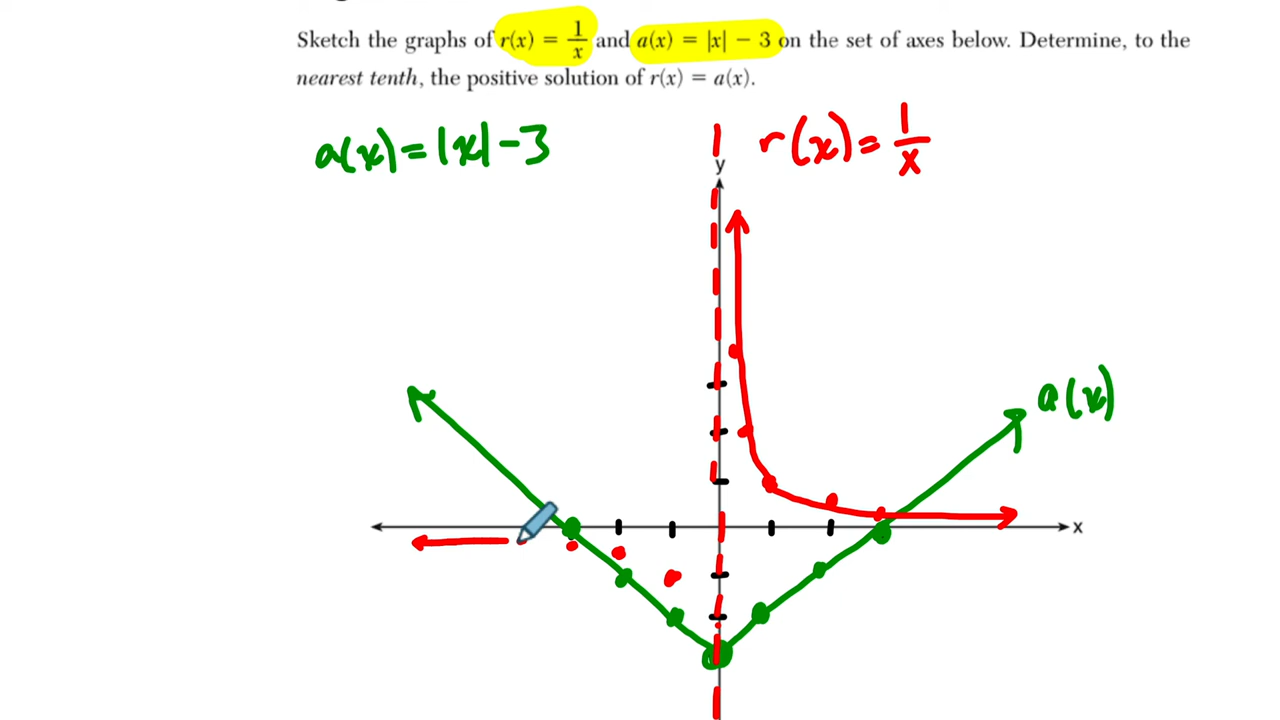 Sketch the graphs of r(x) = 1/x and a(x) = |x| − 3 on the set of axes below. Determine, to the
nearest tenth, the positive solution of r(x) = a(x).
a(x) = |x| − 3
r(x) = 1/x
y
a(x)
x